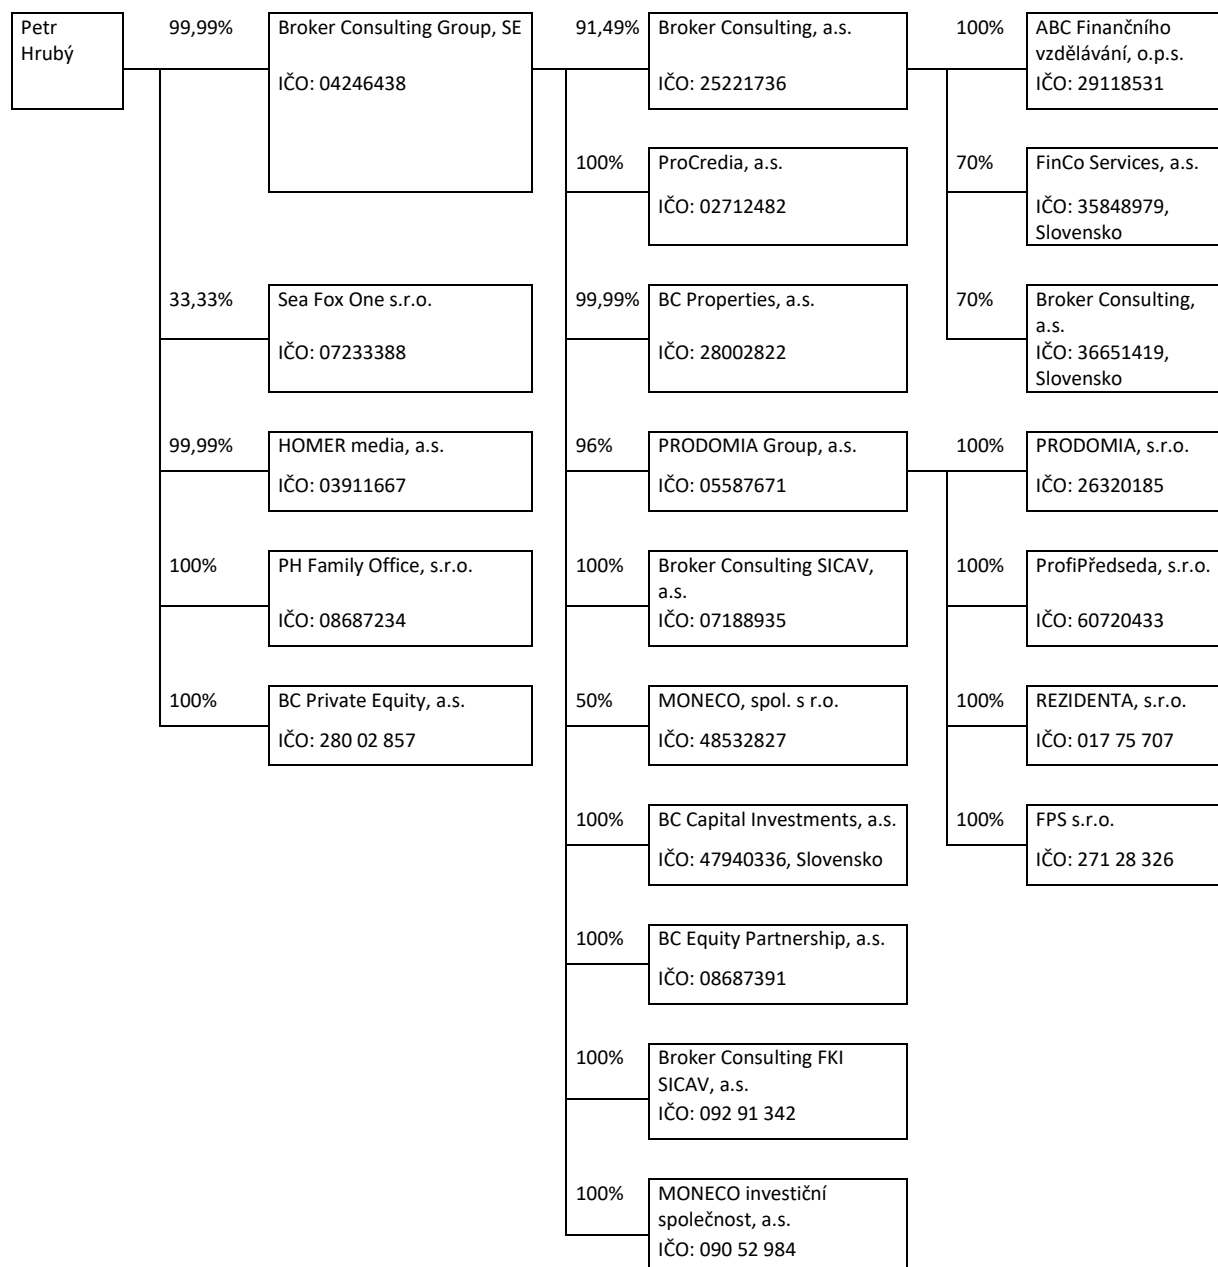 Petr
Hrubý
99,99%
Broker Consulting Group, SE
IČO: 04246438
91,49%
Broker Consulting, a.s.
IČO: 25221736
100%
ABC Finančního
vzdělávání, o.p.s.
IČO: 29118531
100%
ProCredia, a.s.
IČO: 02712482
70%
FinCo Services, a.s.
IČO: 35848979,
Slovensko
33,33%
Sea Fox One s.r.o.
IČO: 07233388
99,99%
BC Properties, a.s.
IČO: 28002822
70%
Broker Consulting,
a.s.
IČO: 36651419,
Slovensko
99,99%
HOMER media, a.s.
IČO: 03911667
96%
PRODOMIA Group, a.s.
IČO: 05587671
100%
PRODOMIA, s.r.o.
IČO: 26320185
100%
PH Family Office, s.r.o.
IČO: 08687234
100%
Broker Consulting SICAV,
a.s.
IČO: 07188935
100%
ProfiPředseda, s.r.o.
IČO: 60720433
100%
BC Private Equity, a.s.
IČO: 280 02 857
50%
MONECO, spol. s r.o.
IČO: 48532827
100%
REZIDENTA, s.r.o.
IČO: 017 75 707
100%
BC Capital Investments, a.s.
IČO: 47940336, Slovensko
100%
FPS s.r.o.
IČO: 271 28 326
100%
BC Equity Partnership, a.s.
IČO: 08687391
100%
Broker Consulting FKI
SICAV, a.s.
IČO: 092 91 342
100%
MONECO investiční
společnost, a.s.
IČO: 090 52 984